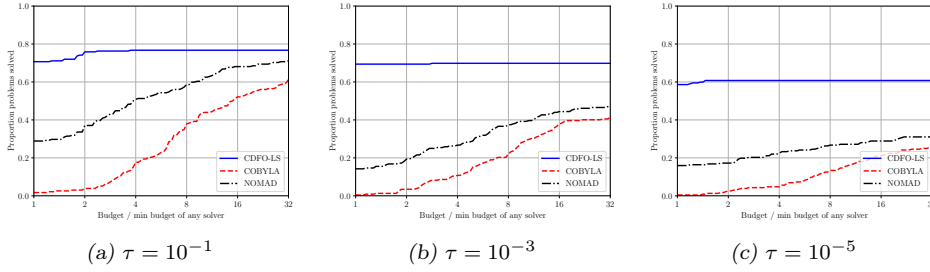 1.0
0.8
0.6
0.4
0.2
0.0
Proportion problems solved
CDFO-LS
COBYLA
NOMAD
1 2 4 8 16 32
Budget / min budget of any solver
(a) τ = 10⁻¹
1.0
0.8
0.6
0.4
0.2
0.0
Proportion problems solved
CDFO-LS
COBYLA
NOMAD
1 2 4 8 16 32
Budget / min budget of any solver
(b) τ = 10⁻³
1.0
0.8
0.6
0.4
0.2
0.0
Proportion problems solved
CDFO-LS
COBYLA
NOMAD
1 2 4 8 16
Budget / min budget of any solver
(c) τ = 10⁻⁵